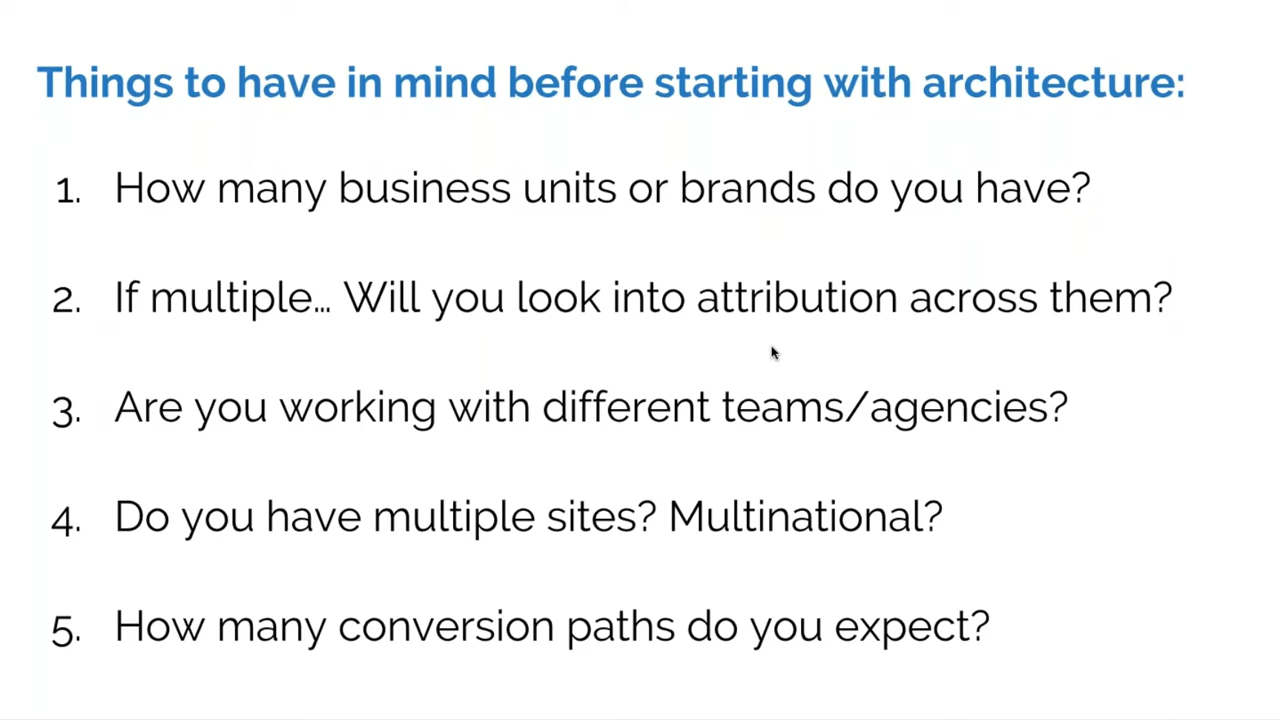 Things to have in mind before starting with architecture:
1. How many business units or brands do you have?
2. If multiple... Will you look into attribution across them?
3. Are you working with different teams/agencies?
4. Do you have multiple sites? Multinational?
5. How many conversion paths do you expect?